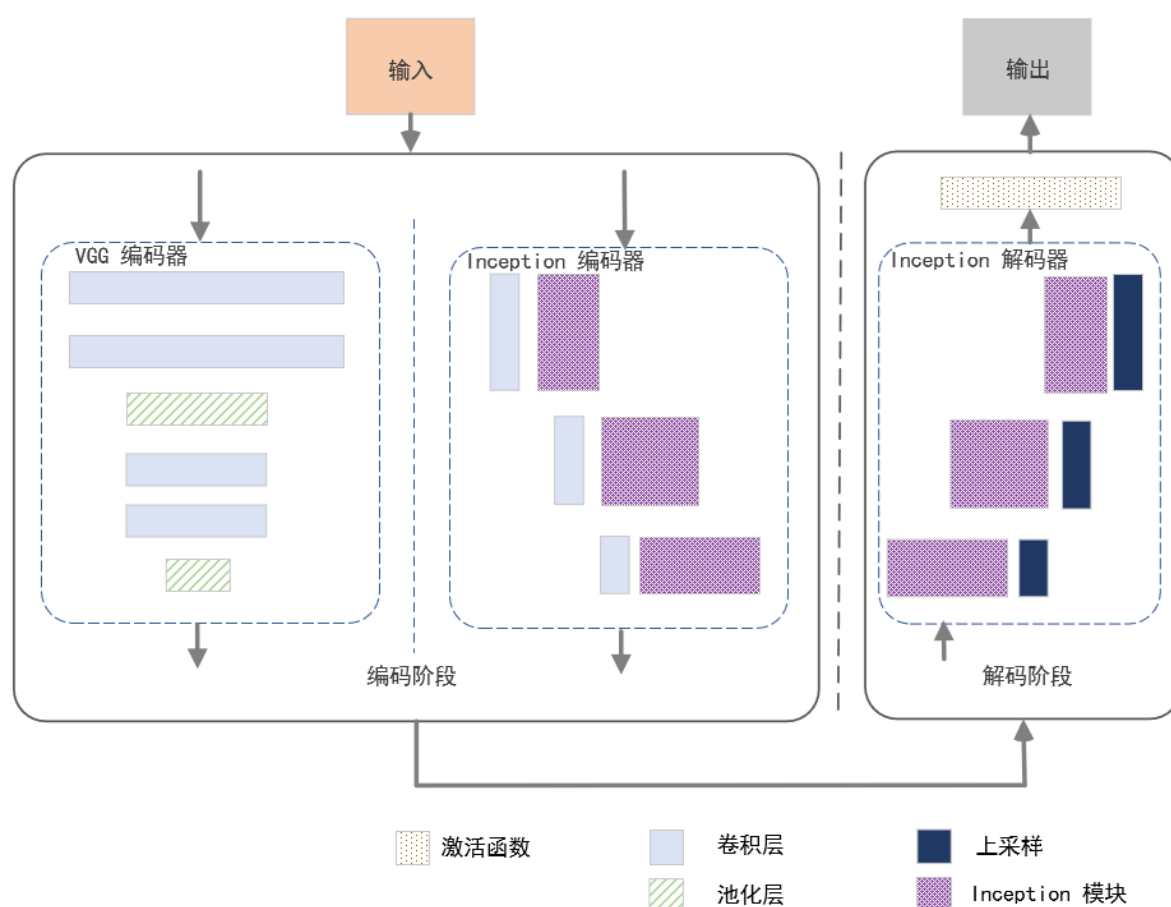 输入
输出
VGG 编码器
Inception 编码器
Inception 解码器
编码阶段
解码阶段
激活函数
卷积层
上采样
池化层
Inception 模块